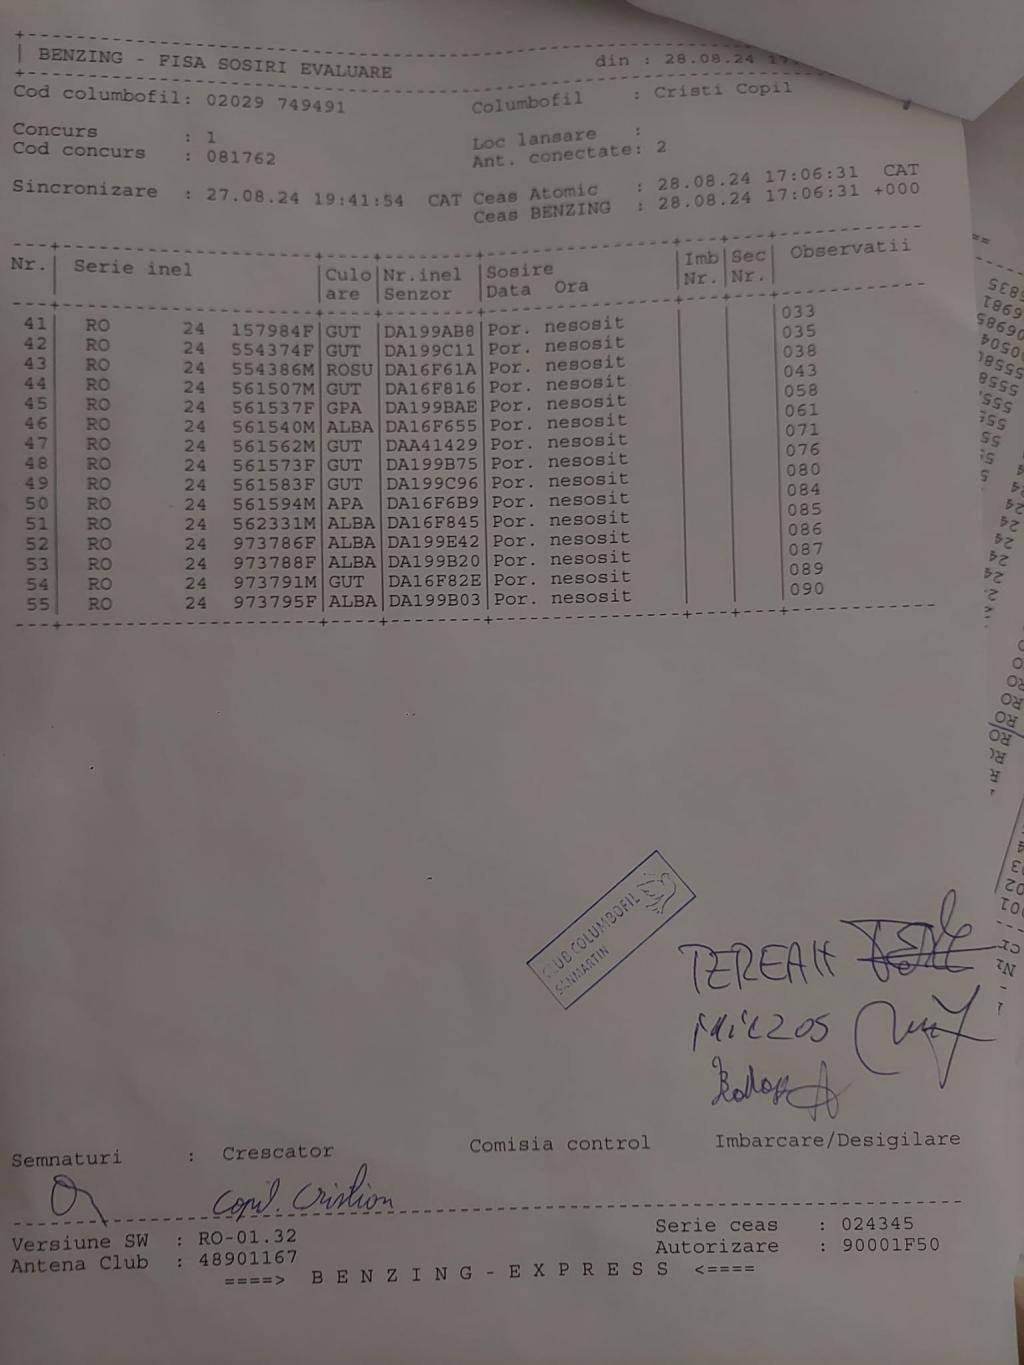 BENZING - FISA SOSIRI EVALUARE din : 28.08.24
Cod columbofil: 02029 749491 Columbofil : Cristi Copil
Concurs : 1 Loc lansare :
Cod concurs : 081762 Ant. conectate: 2
Sincronizare : 27.08.24 19:41:54 CAT Ceas Atomic : 28.08.24 17:06:31 CAT
Ceas BENZING : 28.08.24 17:06:31 +000
Nr. Serie inel Culo Nr.inel Sosire Imb Sec Observatii
are Senzor Data Ora Nr. Nr.
41 RO 24 157984F GUT DA199AB8 Por. nesosit 033
42 RO 24 554374F GUT DA199C11 Por. nesosit 035
43 RO 24 554386M ROSU DA16F61A Por. nesosit 038
44 RO 24 561507M GUT DA16F816 Por. nesosit 043
45 RO 24 561537F GPA DA199BAE Por. nesosit 058
46 RO 24 561540M ALBA DA16F655 Por. nesosit 061
47 RO 24 561562M GUT DAA41429 Por. nesosit 071
48 RO 24 561573F GUT DA199B75 Por. nesosit 076
49 RO 24 561583F GUT DA199C96 Por. nesosit 080
50 RO 24 561594M APA DA16F6B9 Por. nesosit 084
51 RO 24 562331M ALBA DA16F845 Por. nesosit 085
52 RO 24 973786F ALBA DA199E42 Por. nesosit 086
53 RO 24 973788F ALBA DA199B20 Por. nesosit 087
54 RO 24 973791M GUT DA16F82E Por. nesosit 089
55 RO 24 973795F ALBA DA199B03 Por. nesosit 090
CLUB COLUMBOFIL
SÂNMARTIN
Semnaturi : Crescator Comisia control Imbarcare/Desigilare
Copil Cristian
Versiune SW : RO-01.32 Serie ceas : 024345
Antena Club : 48901167 Autorizare : 90001F50
====> B E N Z I N G - E X P R E S S <====